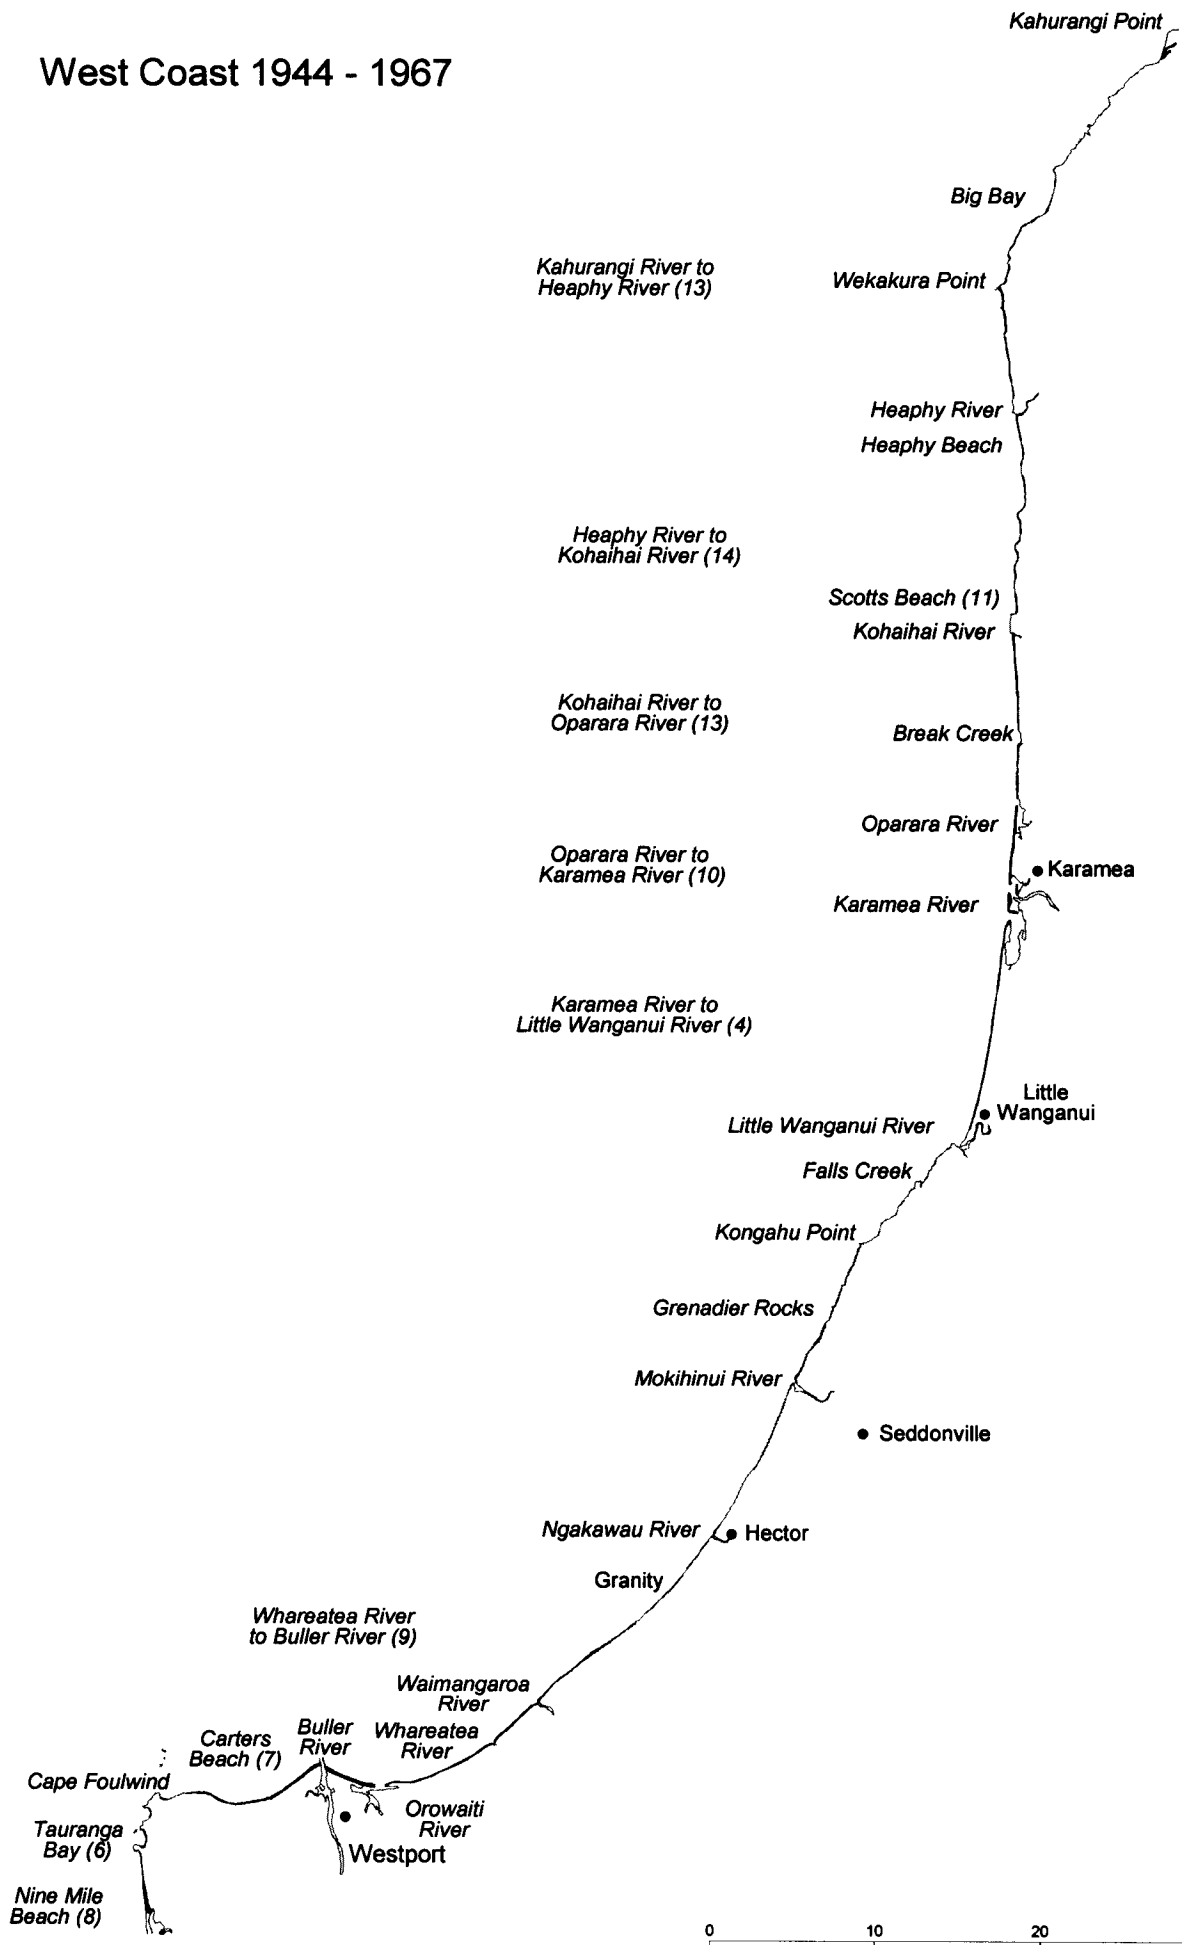 Kahurangi Point
West Coast 1944 - 1967
Big Bay
Kahurangi River to
Heaphy River (13)
Wekakura Point
Heaphy River
Heaphy Beach
Heaphy River to
Kohaihai River (14)
Scotts Beach (11)
Kohaihai River
Kohaihai River to
Oparara River (13)
Break Creek
Oparara River
Oparara River to
Karamea River (10)
Karamea
Karamea River
Karamea River to
Little Wanganui River (4)
Little
Wanganui
Little Wanganui River
Falls Creek
Kongahu Point
Grenadier Rocks
Mokihinui River
Seddonville
Ngakawau River
Hector
Granity
Whareatea River
to Buller River (9)
Waimangaroa
River
Carters
Beach (7)
Buller
River
Whareatea
River
Cape Foulwind
Orowaiti
River
Tauranga
Bay (6)
Westport
Nine Mile
Beach (8)
0 10 20